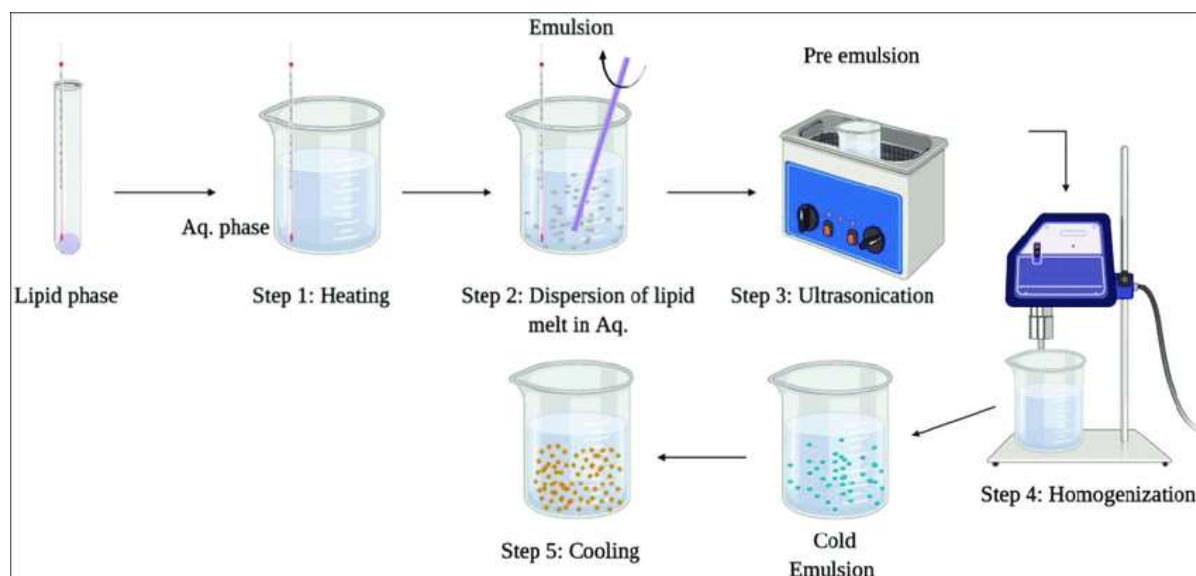 Emulsion
Pre emulsion
Aq. phase
Lipid phase
Step 1: Heating
Step 2: Dispersion of lipid
melt in Aq.
Step 3: Ultrasonication
Step 4: Homogenization
Cold
Emulsion
Step 5: Cooling